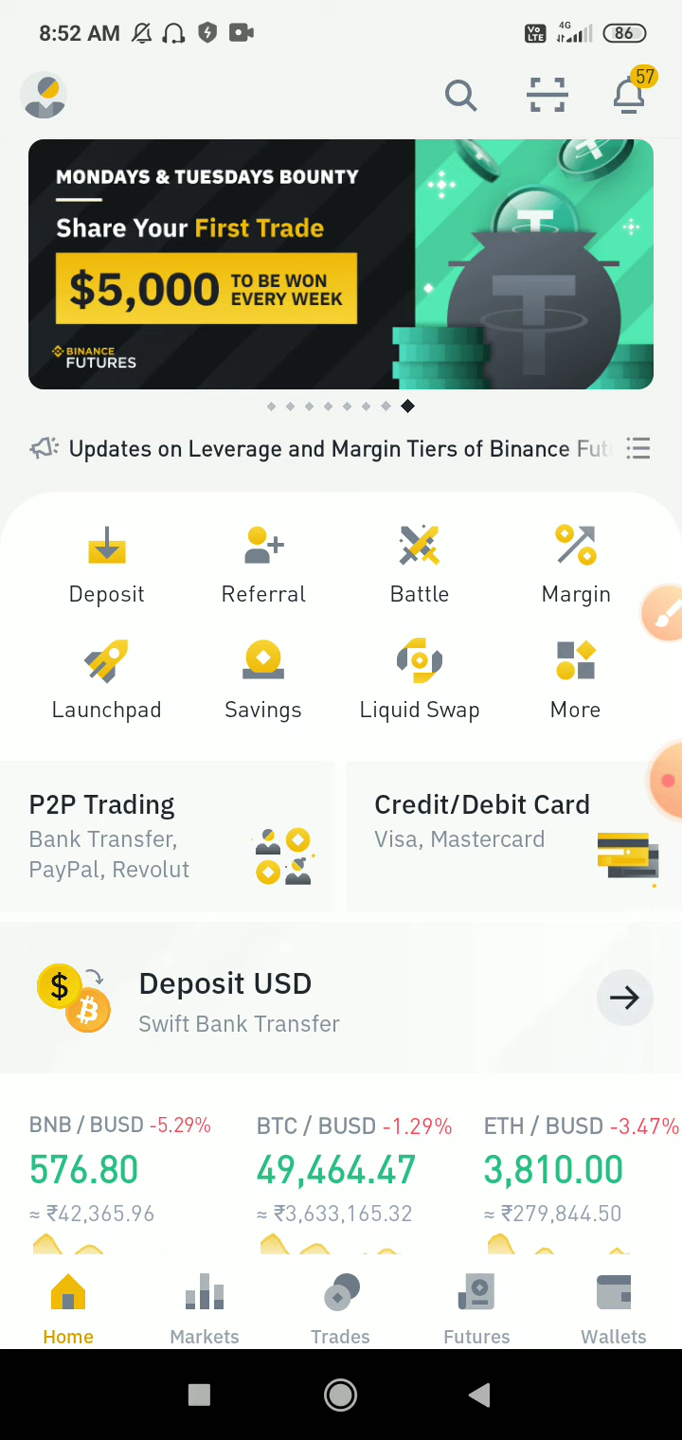 8:52 AM
Vo
LTE
4G
86
57
MONDAYS & TUESDAYS BOUNTY
Share Your First Trade
$5,000 TO BE WON
EVERY WEEK
BINANCE
FUTURES
Updates on Leverage and Margin Tiers of Binance Fut
Deposit Referral Battle Margin
Launchpad Savings Liquid Swap More
P2P Trading
Bank Transfer,
PayPal, Revolut
Credit/Debit Card
Visa, Mastercard
Deposit USD
Swift Bank Transfer
BNB / BUSD -5.29% BTC / BUSD -1.29% ETH / BUSD -3.47%
576.80 49,464.47 3,810.00
≈ ₹42,365.96 ≈ ₹3,633,165.32 ≈ ₹279,844.50
Home Markets Trades Futures Wallets